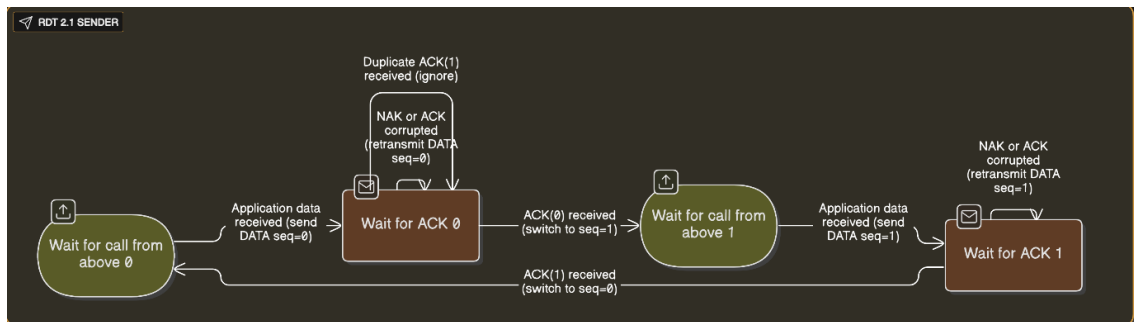 RDT 2.1 SENDER
Duplicate ACK(1)
received (ignore)
NAK or ACK
corrupted
(retransmit DATA
seq=0)
Wait for call from
above 0
Application data
received (send
DATA seq=0)
Wait for ACK 0
ACK(0) received
(switch to seq=1)
Wait for call from
above 1
Application data
received (send
DATA seq=1)
NAK or ACK
corrupted
(retransmit DATA
seq=1)
Wait for ACK 1
ACK(1) received
(switch to seq=0)